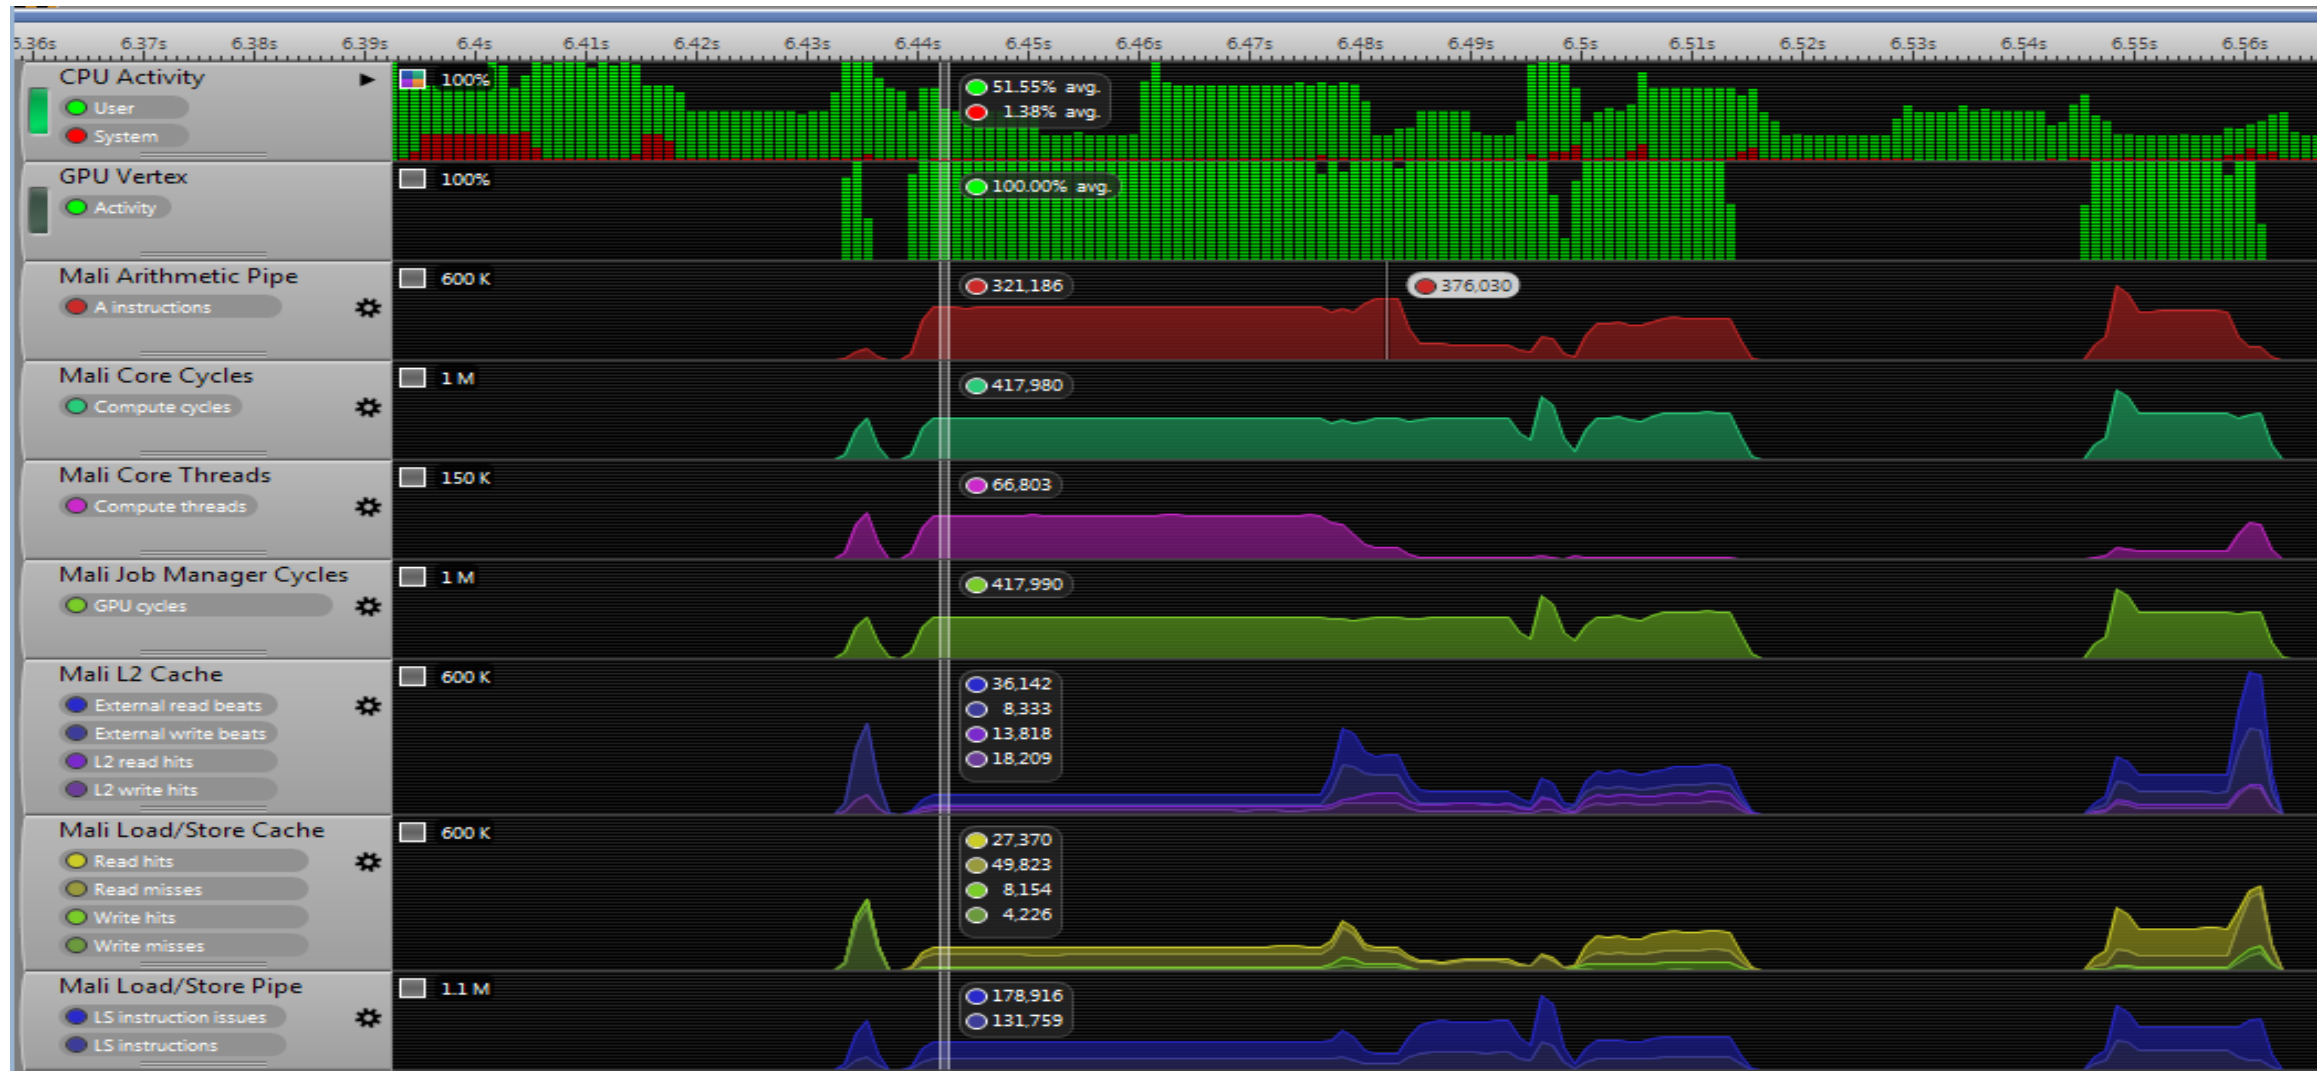 5.36s 6.37s 6.38s 6.39s 6.4s 6.41s 6.42s 6.43s 6.44s 6.45s 6.46s 6.47s 6.48s 6.49s 6.5s 6.51s 6.52s 6.53s 6.54s 6.55s 6.56s
CPU Activity
User
System
100%
51.55% avg.
1.38% avg.
GPU Vertex
Activity
100%
100.00% avg.
Mali Arithmetic Pipe
A instructions
600 K
321,186
376,030
Mali Core Cycles
Compute cycles
1 M
417,980
Mali Core Threads
Compute threads
150 K
66,803
Mali Job Manager Cycles
GPU cycles
1 M
417,990
Mali L2 Cache
External read beats
External write beats
L2 read hits
L2 write hits
600 K
36,142
8,333
13,818
18,209
Mali Load/Store Cache
Read hits
Read misses
Write hits
Write misses
600 K
27,370
49,823
8,154
4,226
Mali Load/Store Pipe
LS instruction issues
LS instructions
1.1 M
178,916
131,759